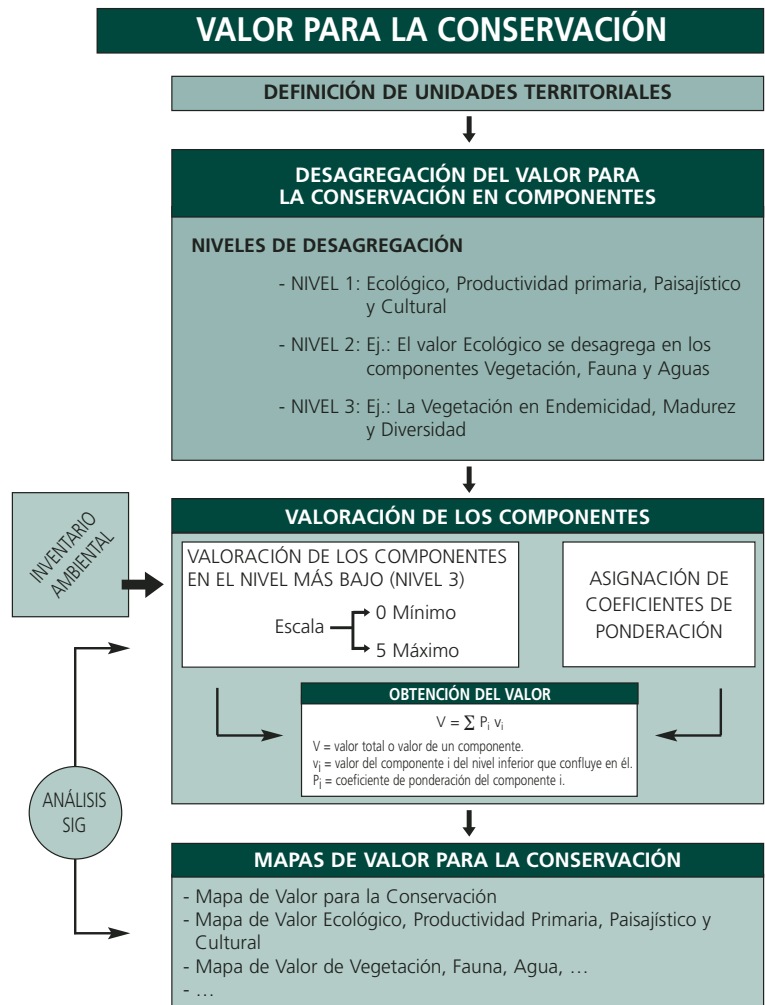 VALOR PARA LA CONSERVACIÓN
DEFINICIÓN DE UNIDADES TERRITORIALES
DESAGREGACIÓN DEL VALOR PARA
LA CONSERVACIÓN EN COMPONENTES
NIVELES DE DESAGREGACIÓN
- NIVEL 1: Ecológico, Productividad primaria, Paisajístico
y Cultural
- NIVEL 2: Ej.: El valor Ecológico se desagrega en los
componentes Vegetación, Fauna y Aguas
- NIVEL 3: Ej.: La Vegetación en Endemicidad, Madurez
y Diversidad
INVENTARIO
AMBIENTAL
VALORACIÓN DE LOS COMPONENTES
VALORACIÓN DE LOS COMPONENTES
EN EL NIVEL MÁS BAJO (NIVEL 3)
Escala
0 Mínimo
5 Máximo
ASIGNACIÓN DE
COEFICIENTES DE
PONDERACIÓN
OBTENCIÓN DEL VALOR
V = Σ Pi vi
V = valor total o valor de un componente.
vi = valor del componente i del nivel inferior que confluye en él.
Pi = coeficiente de ponderación del componente i.
ANÁLISIS
SIG
MAPAS DE VALOR PARA LA CONSERVACIÓN
- Mapa de Valor para la Conservación
- Mapa de Valor Ecológico, Productividad Primaria, Paisajístico y
Cultural
- Mapa de Valor de Vegetación, Fauna, Agua, …
- …